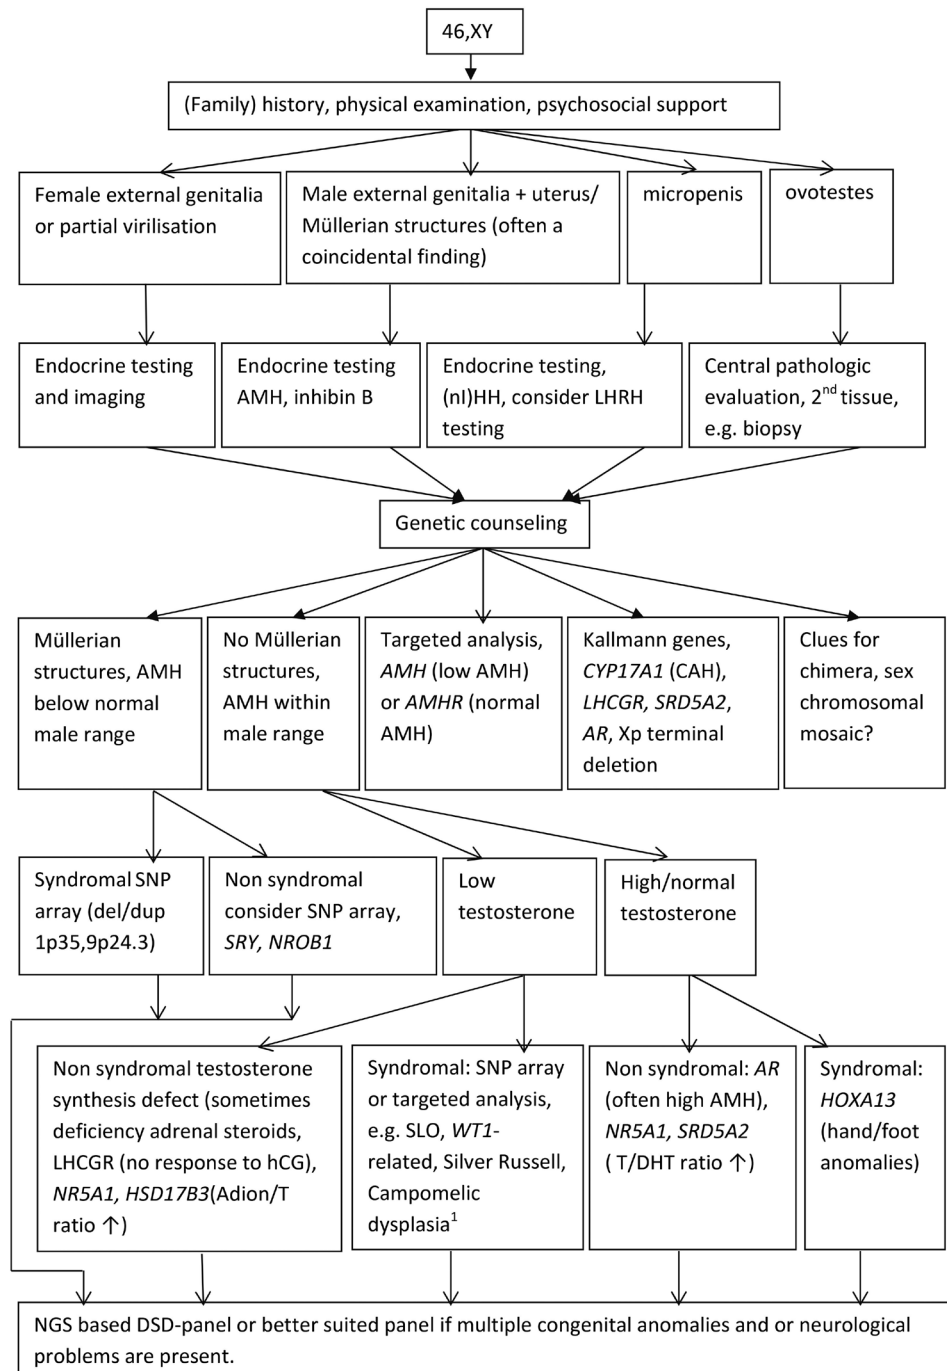 46,XY
(Family) history, physical examination, psychosocial support
Female external genitalia
or partial virilisation
Male external genitalia + uterus/
Müllerian structures (often a
coincidental finding)
micropenis
ovotestes
Endocrine testing
and imaging
Endocrine testing
AMH, inhibin B
Endocrine testing,
(nI)HH, consider LHRH
testing
Central pathologic
evaluation, 2nd tissue,
e.g. biopsy
Genetic counseling
Müllerian
structures, AMH
below normal
male range
No Müllerian
structures,
AMH within
male range
Targeted analysis,
AMH (low AMH)
or AMHR (normal
AMH)
Kallmann genes,
CYP17A1 (CAH),
LHCGR, SRD5A2,
AR, Xp terminal
deletion
Clues for
chimera, sex
chromosomal
mosaic?
Syndromal SNP
array (del/dup
1p35,9p24.3)
Non syndromal
consider SNP array,
SRY, NROB1
Low
testosterone
High/normal
testosterone
Non syndromal testosterone
synthesis defect (sometimes
deficiency adrenal steroids,
LHCGR (no response to hCG),
NR5A1, HSD17B3(Adion/T
ratio ↑)
Syndromal: SNP array
or targeted analysis,
e.g. SLO, WT1-
related, Silver Russell,
Campomelic
dysplasia1
Non syndromal: AR
(often high AMH),
NR5A1, SRD5A2
( T/DHT ratio ↑)
Syndromal:
HOXA13
(hand/foot
anomalies)
NGS based DSD-panel or better suited panel if multiple congenital anomalies and or neurological
problems are present.